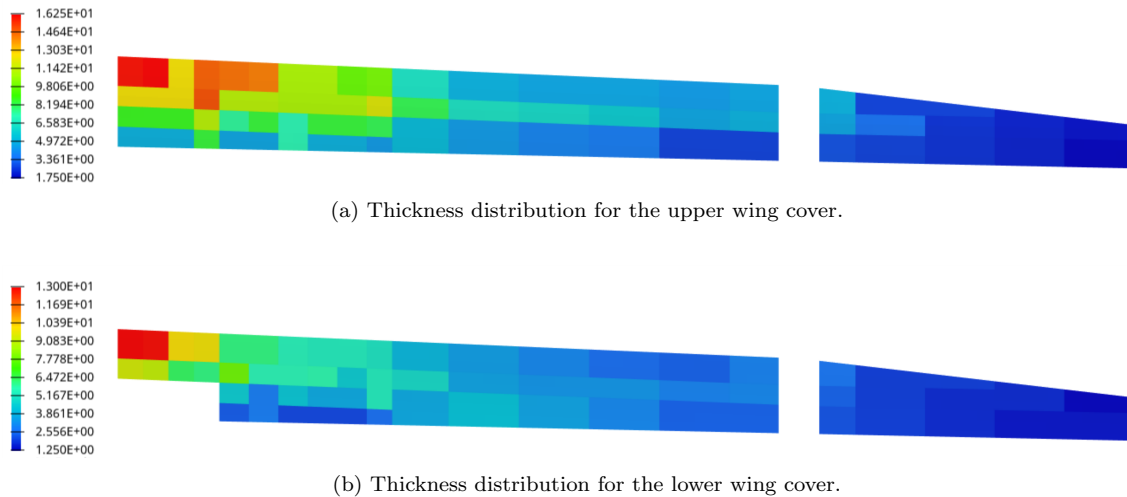 1.625E+01
1.464E+01
1.303E+01
1.142E+01
9.806E+00
8.194E+00
6.583E+00
4.972E+00
3.361E+00
1.750E+00
(a) Thickness distribution for the upper wing cover.
1.300E+01
1.169E+01
1.039E+01
9.083E+00
7.778E+00
6.472E+00
5.167E+00
3.861E+00
2.556E+00
1.250E+00
(b) Thickness distribution for the lower wing cover.